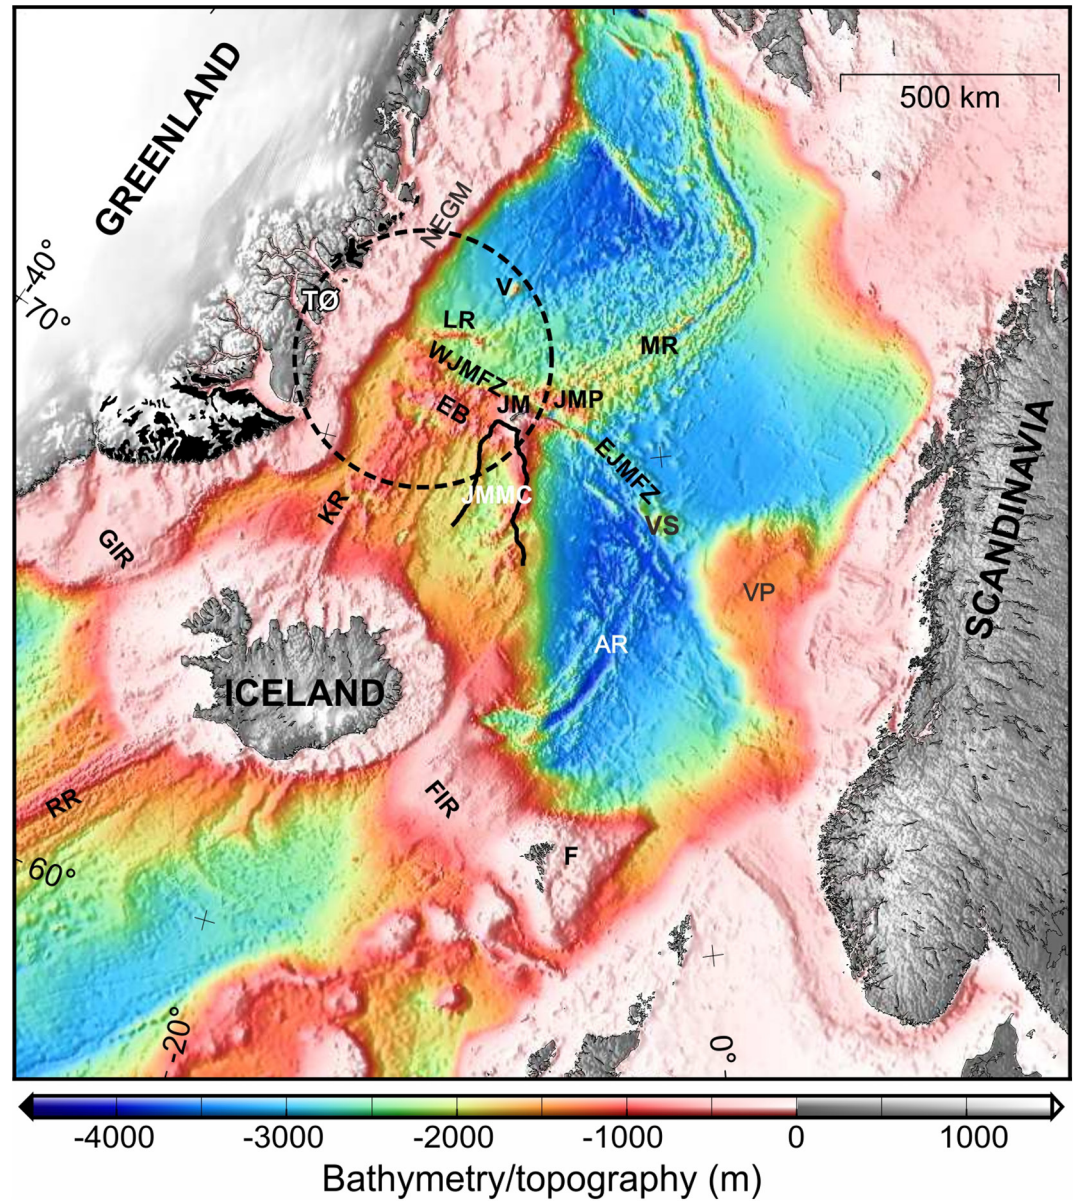 GREENLAND
500 km
NEGM
-40°
-70°
TØ
V
LR
MR
WJMFZ
JM
JMP
EB
EJMFZ
JMMC
KR
VS
GIR
SCANDINAVIA
VP
AR
ICELAND
RR
FIR
F
60°
-20°
0°
-4000
-3000
-2000
-1000
0
1000
Bathymetry/topography (m)